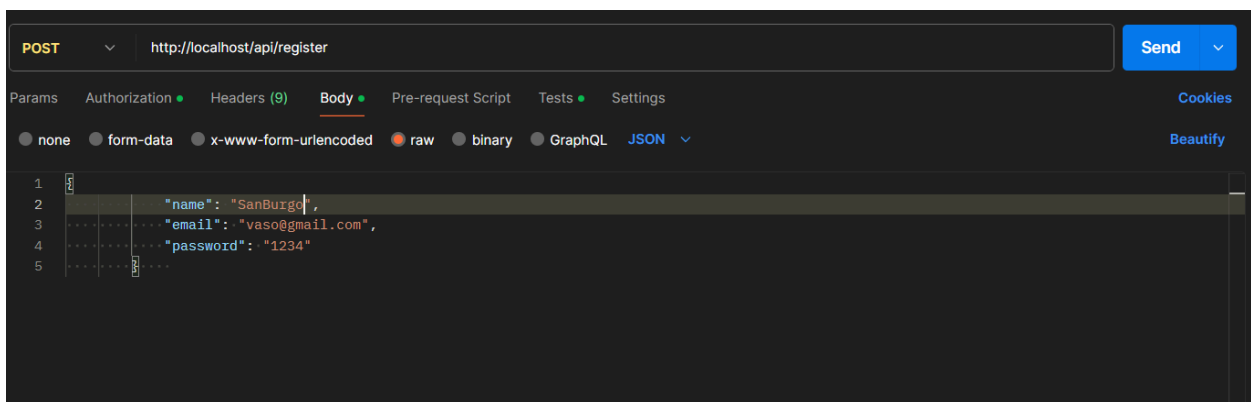 POST http://localhost/api/register Send
Params Authorization Headers (9) Body Pre-request Script Tests Settings Cookies
none form-data x-www-form-urlencoded raw binary GraphQL JSON Beautify
1 {
2 "name": "SanBurgo",
3 "email": "vaso@gmail.com",
4 "password": "1234"
5 }